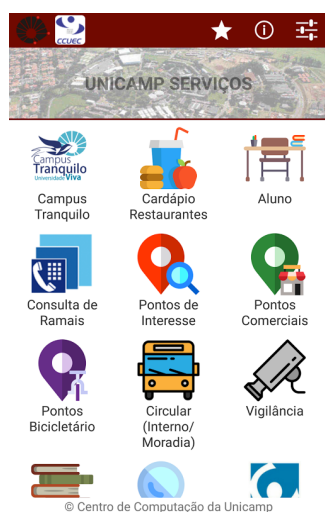 CCUEC
UNICAMP SERVIÇOS
Campus
Tranquilo
Universidade Viva
Campus
Tranquilo
Cardápio
Restaurantes
Aluno
Consulta de
Ramais
Pontos de
Interesse
Pontos
Comerciais
Pontos
Bicicletário
Circular
(Interno/
Moradia)
Vigilância
© Centro de Computação da Unicamp